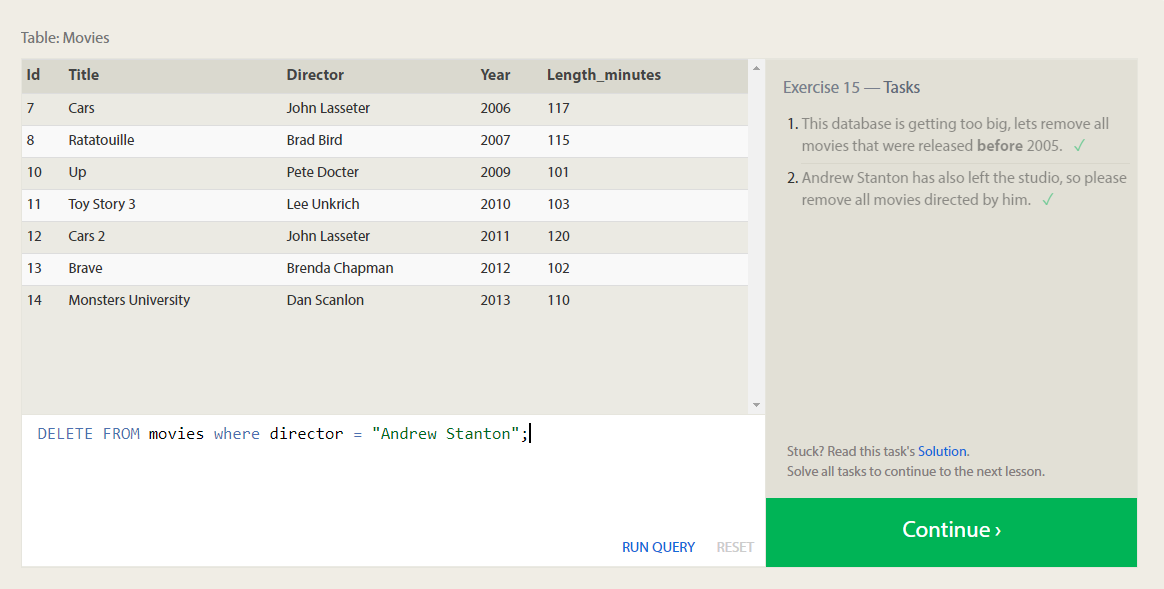 Table: Movies
Id Title Director Year Length_minutes
7 Cars John Lasseter 2006 117
8 Ratatouille Brad Bird 2007 115
10 Up Pete Docter 2009 101
11 Toy Story 3 Lee Unkrich 2010 103
12 Cars 2 John Lasseter 2011 120
13 Brave Brenda Chapman 2012 102
14 Monsters University Dan Scanlon 2013 110
DELETE FROM movies where director = "Andrew Stanton";
RUN QUERY RESET
Exercise 15 — Tasks
1. This database is getting too big, lets remove all
movies that were released before 2005. ✓
2. Andrew Stanton has also left the studio, so please
remove all movies directed by him. ✓
Stuck? Read this task's Solution.
Solve all tasks to continue to the next lesson.
Continue ›